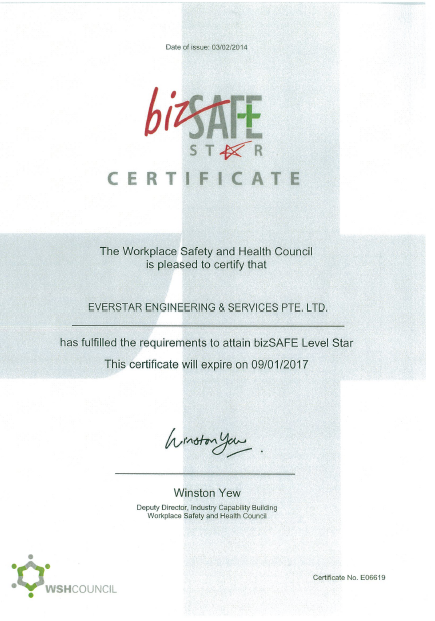 Date of issue: 03/02/2014
bizSAFE
STAR
CERTIFICATE
The Workplace Safety and Health Council
is pleased to certify that
EVERSTAR ENGINEERING & SERVICES PTE. LTD.
has fulfilled the requirements to attain bizSAFE Level Star
This certificate will expire on 09/01/2017
Winston Yew
Winston Yew
Deputy Director, Industry Capability Building
Workplace Safety and Health Council
WSHCOUNCIL
Certificate No. E06619